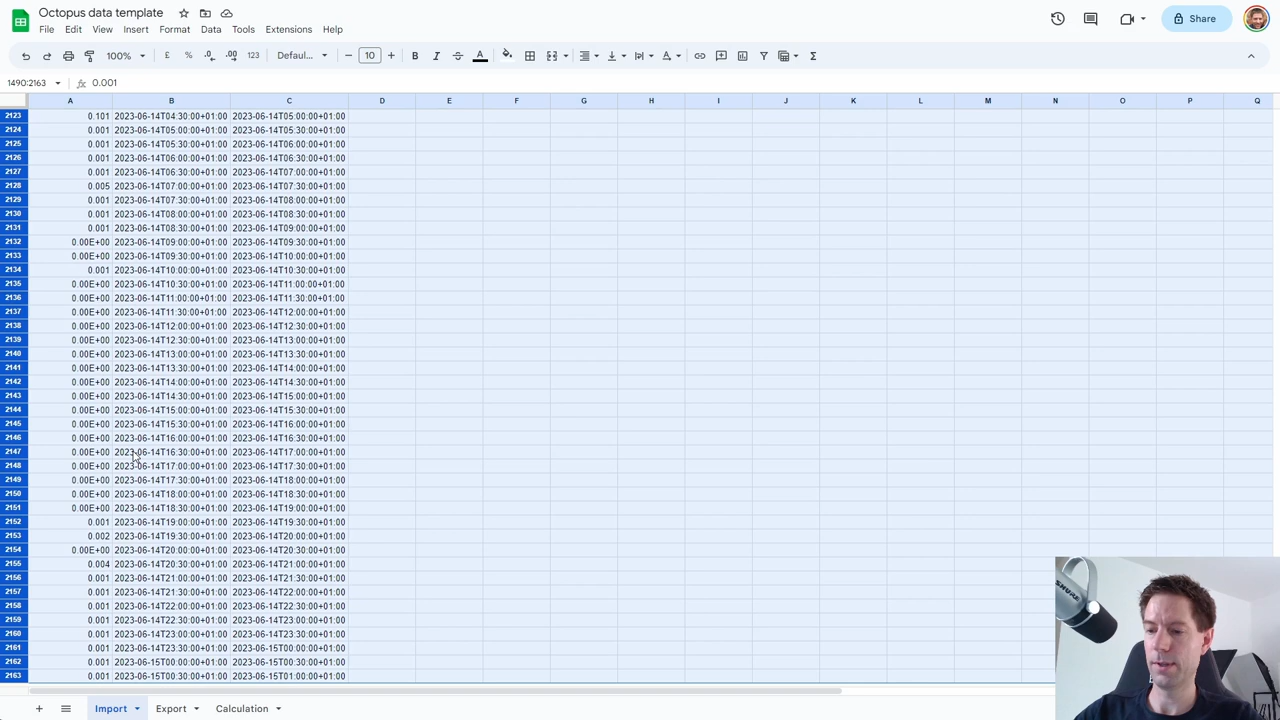 Octopus data template
File Edit View Insert Format Data Tools Extensions Help
Share
100% £ % .0 .00 123 Defaul... 10 B I A Σ
1490:2163 fx 0.001
A B C D E F G H I J K L M N O P Q
2123 0.101 2023-06-14T04:30:00+01:00 2023-06-14T05:00:00+01:00
2124 0.001 2023-06-14T05:00:00+01:00 2023-06-14T05:30:00+01:00
2125 0.001 2023-06-14T05:30:00+01:00 2023-06-14T06:00:00+01:00
2126 0.001 2023-06-14T06:00:00+01:00 2023-06-14T06:30:00+01:00
2127 0.001 2023-06-14T06:30:00+01:00 2023-06-14T07:00:00+01:00
2128 0.005 2023-06-14T07:00:00+01:00 2023-06-14T07:30:00+01:00
2129 0.001 2023-06-14T07:30:00+01:00 2023-06-14T08:00:00+01:00
2130 0.001 2023-06-14T08:00:00+01:00 2023-06-14T08:30:00+01:00
2131 0.001 2023-06-14T08:30:00+01:00 2023-06-14T09:00:00+01:00
2132 0.00E+00 2023-06-14T09:00:00+01:00 2023-06-14T09:30:00+01:00
2133 0.00E+00 2023-06-14T09:30:00+01:00 2023-06-14T10:00:00+01:00
2134 0.001 2023-06-14T10:00:00+01:00 2023-06-14T10:30:00+01:00
2135 0.00E+00 2023-06-14T10:30:00+01:00 2023-06-14T11:00:00+01:00
2136 0.00E+00 2023-06-14T11:00:00+01:00 2023-06-14T11:30:00+01:00
2137 0.00E+00 2023-06-14T11:30:00+01:00 2023-06-14T12:00:00+01:00
2138 0.00E+00 2023-06-14T12:00:00+01:00 2023-06-14T12:30:00+01:00
2139 0.00E+00 2023-06-14T12:30:00+01:00 2023-06-14T13:00:00+01:00
2140 0.00E+00 2023-06-14T13:00:00+01:00 2023-06-14T13:30:00+01:00
2141 0.00E+00 2023-06-14T13:30:00+01:00 2023-06-14T14:00:00+01:00
2142 0.00E+00 2023-06-14T14:00:00+01:00 2023-06-14T14:30:00+01:00
2143 0.00E+00 2023-06-14T14:30:00+01:00 2023-06-14T15:00:00+01:00
2144 0.00E+00 2023-06-14T15:00:00+01:00 2023-06-14T15:30:00+01:00
2145 0.00E+00 2023-06-14T15:30:00+01:00 2023-06-14T16:00:00+01:00
2146 0.00E+00 2023-06-14T16:00:00+01:00 2023-06-14T16:30:00+01:00
2147 0.00E+00 2023-06-14T16:30:00+01:00 2023-06-14T17:00:00+01:00
2148 0.00E+00 2023-06-14T17:00:00+01:00 2023-06-14T17:30:00+01:00
2149 0.00E+00 2023-06-14T17:30:00+01:00 2023-06-14T18:00:00+01:00
2150 0.00E+00 2023-06-14T18:00:00+01:00 2023-06-14T18:30:00+01:00
2151 0.00E+00 2023-06-14T18:30:00+01:00 2023-06-14T19:00:00+01:00
2152 0.001 2023-06-14T19:00:00+01:00 2023-06-14T19:30:00+01:00
2153 0.002 2023-06-14T19:30:00+01:00 2023-06-14T20:00:00+01:00
2154 0.00E+00 2023-06-14T20:00:00+01:00 2023-06-14T20:30:00+01:00
2155 0.004 2023-06-14T20:30:00+01:00 2023-06-14T21:00:00+01:00
2156 0.001 2023-06-14T21:00:00+01:00 2023-06-14T21:30:00+01:00
2157 0.001 2023-06-14T21:30:00+01:00 2023-06-14T22:00:00+01:00
2158 0.001 2023-06-14T22:00:00+01:00 2023-06-14T22:30:00+01:00
2159 0.001 2023-06-14T22:30:00+01:00 2023-06-14T23:00:00+01:00
2160 0.001 2023-06-14T23:00:00+01:00 2023-06-14T23:30:00+01:00
2161 0.001 2023-06-14T23:30:00+01:00 2023-06-15T00:00:00+01:00
2162 0.001 2023-06-15T00:00:00+01:00 2023-06-15T00:30:00+01:00
2163 0.001 2023-06-15T00:30:00+01:00 2023-06-15T01:00:00+01:00
SHURE
Import Export Calculation